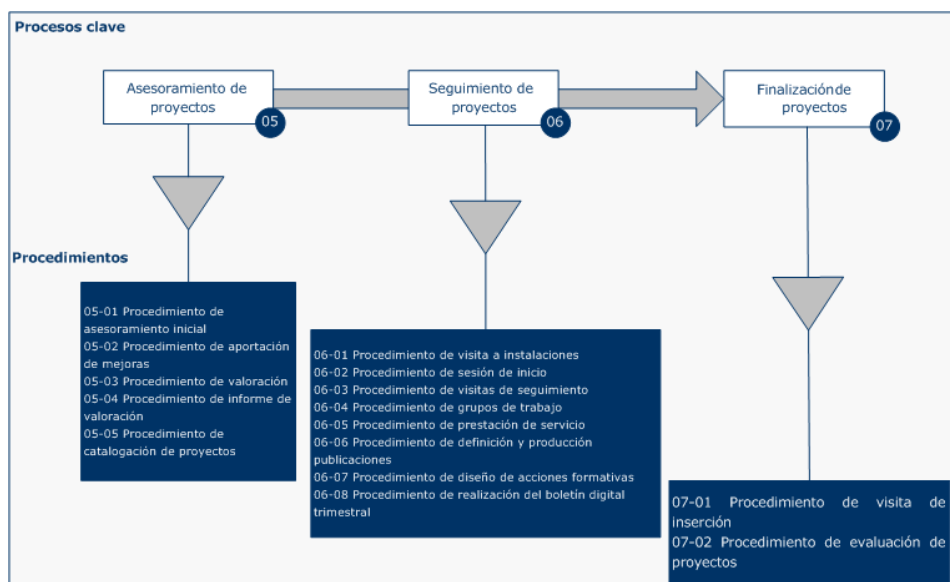 Procesos clave
Asesoramiento de
proyectos
05
Seguimiento de
proyectos
06
Finalización de
proyectos
07
Procedimientos
05-01 Procedimiento de
asesoramiento inicial
05-02 Procedimiento de aportación
de mejoras
05-03 Procedimiento de valoración
05-04 Procedimiento de informe de
valoración
05-05 Procedimiento de
catalogación de proyectos
06-01 Procedimiento de visita a instalaciones
06-02 Procedimiento de sesión de inicio
06-03 Procedimiento de visitas de seguimiento
06-04 Procedimiento de grupos de trabajo
06-05 Procedimiento de prestación de servicio
06-06 Procedimiento de definición y producción
publicaciones
06-07 Procedimiento de diseño de acciones formativas
06-08 Procedimiento de realización del boletín digital
trimestral
07-01 Procedimiento de visita de
inserción
07-02 Procedimiento de evaluación de
proyectos